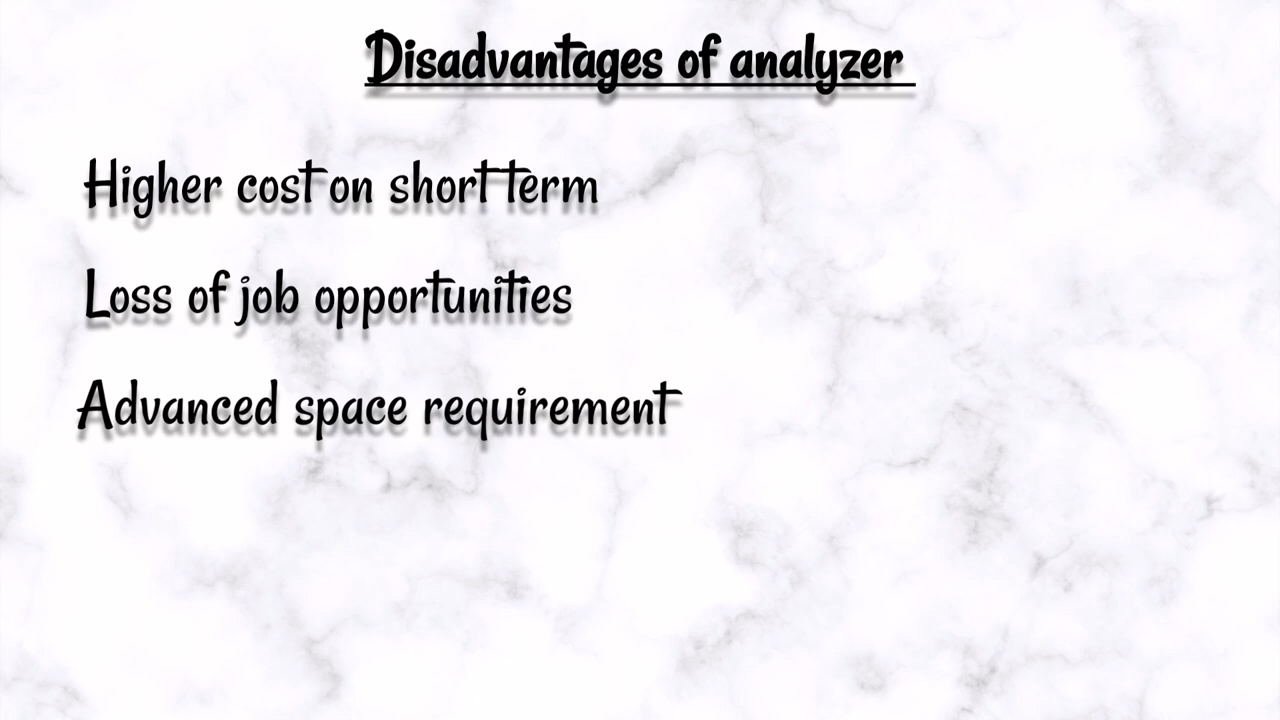 Disadvantages of analyzer
Higher cost on short term
Loss of job opportunities
Advanced space requirement